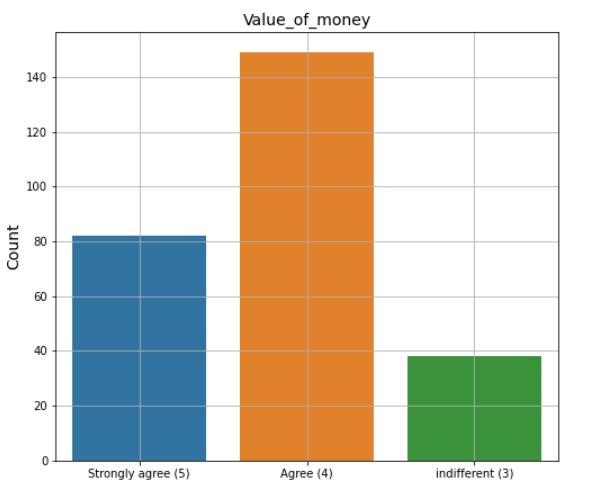 Value_of_money
Count
140
120
100
80
60
40
20
0
Strongly agree (5) Agree (4) indifferent (3)